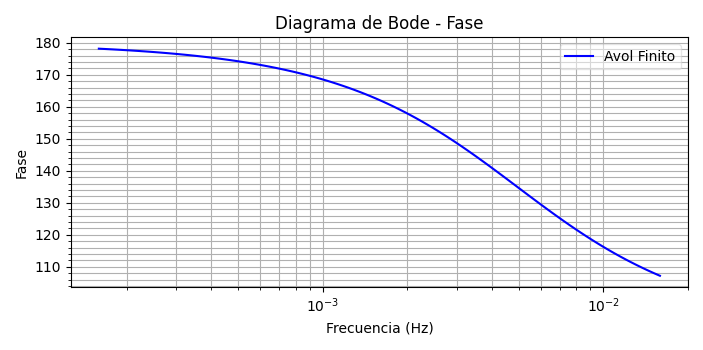 Diagrama de Bode - Fase
Avol Finito
Fase
180
170
160
150
140
130
120
110
10⁻³
10⁻²
Frecuencia (Hz)